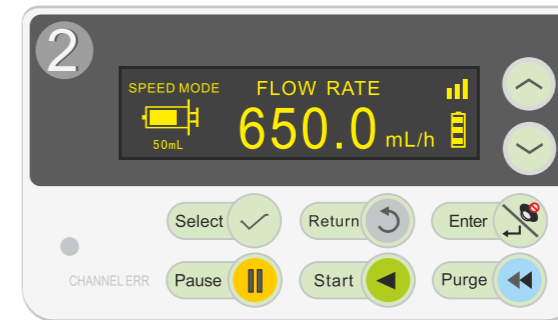 2
SPEED MODE
FLOW RATE
50mL
650.0 mL/h
Select
Return
Enter
CHANNEL ERR
Pause
Start
Purge